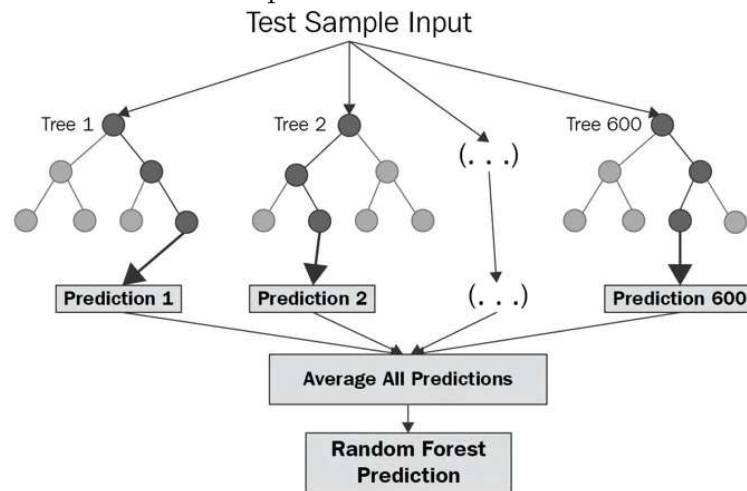 Test Sample Input
Tree 1
Tree 2
Tree 600
(. . .)
Prediction 1
Prediction 2
(. . .)
Prediction 600
Average All Predictions
Random Forest
Prediction